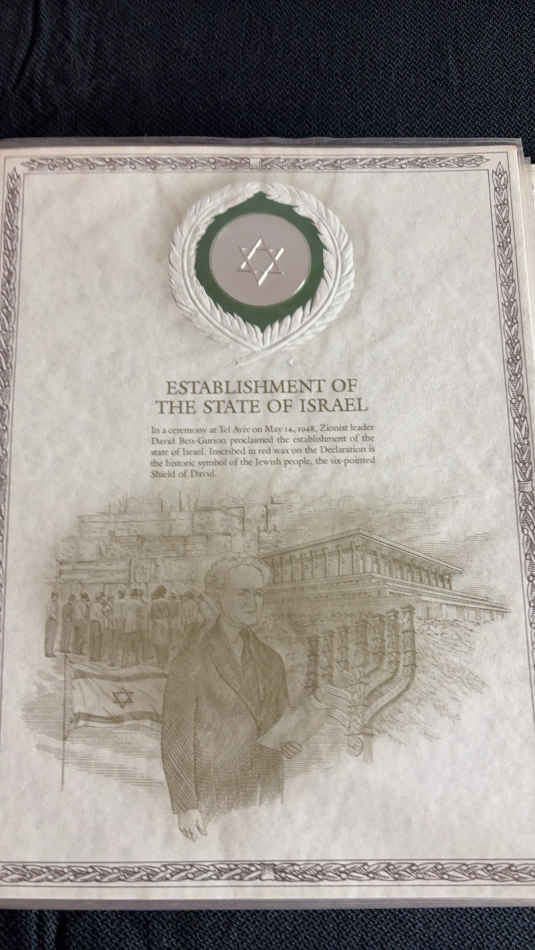 ESTABLISHMENT OF
THE STATE OF ISRAEL
In a ceremony at Tel Aviv on May 14, 1948, Zionist leader
David Ben-Gurion proclaimed the establishment of the
state of Israel. Inscribed in red wax on the Declaration is
the historic symbol of the Jewish people, the six-pointed
Shield of David.